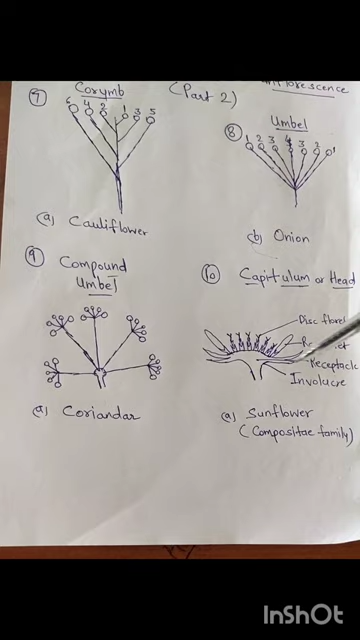 Inflorescence
(Part 2)
7) Corymb
6 4 2 1 3 5
(a) Cauliflower
8) Umbel
1 2 3 4 3 2 1
(b) Onion
9) Compound
Umbel
(a) Coriandar
10) Capitulum or Head
Disc floret
Receptacle
Involucre
(a) Sunflower
(Compositae family)
InShOt